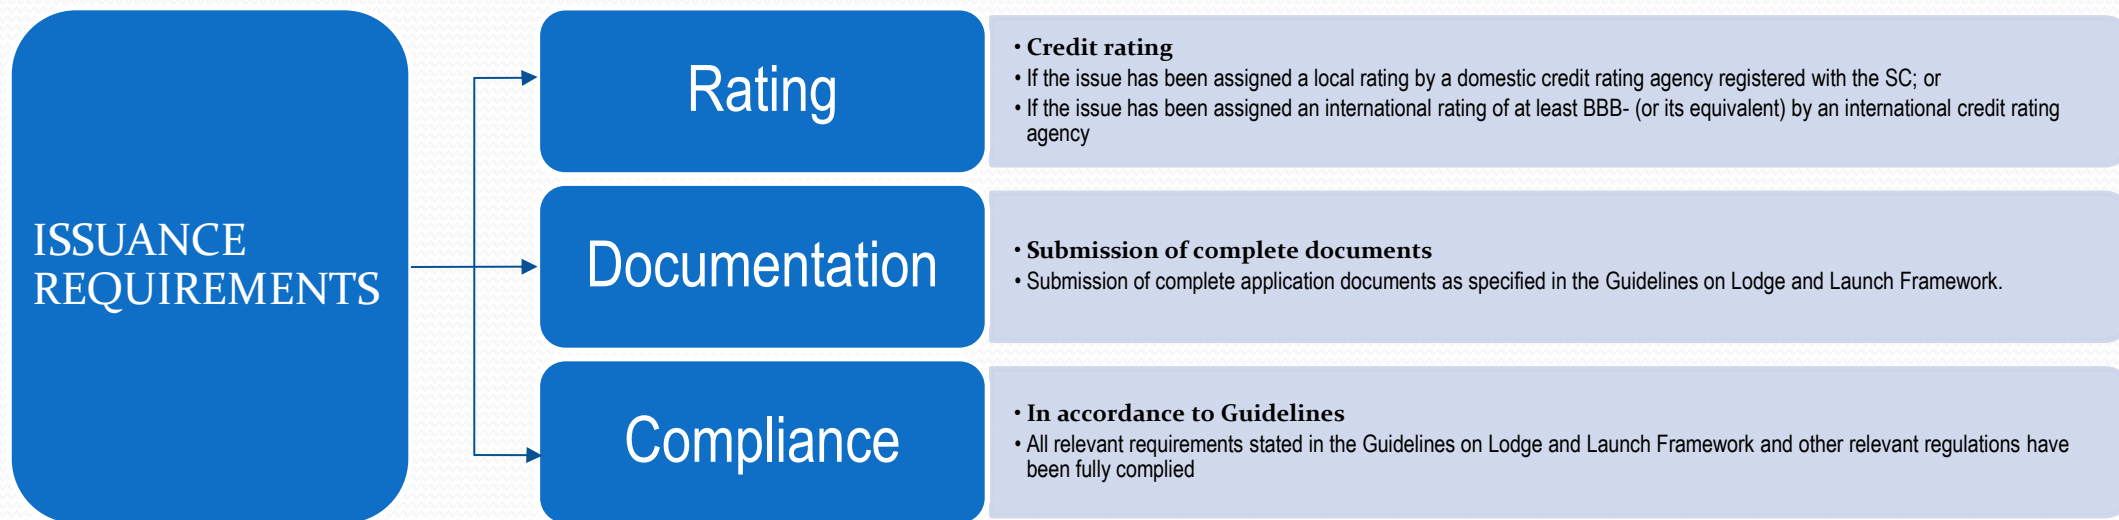 ISSUANCE
REQUIREMENTS
Rating
• Credit rating
• If the issue has been assigned a local rating by a domestic credit rating agency registered with the SC; or
• If the issue has been assigned an international rating of at least BBB- (or its equivalent) by an international credit rating
agency
Documentation
• Submission of complete documents
• Submission of complete application documents as specified in the Guidelines on Lodge and Launch Framework.
Compliance
• In accordance to Guidelines
• All relevant requirements stated in the Guidelines on Lodge and Launch Framework and other relevant regulations have
been fully complied